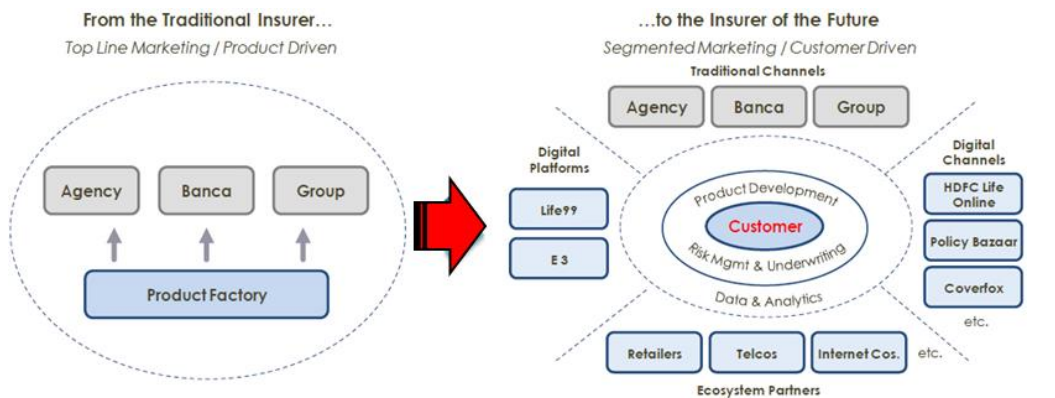 From the Traditional Insurer…
Top Line Marketing / Product Driven
Agency
Banca
Group
Product Factory
…to the Insurer of the Future
Segmented Marketing / Customer Driven
Traditional Channels
Agency
Banca
Group
Digital
Platforms
Life99
E 3
Product Development
Customer
Risk Mgmt & Underwriting
Data & Analytics
Digital
Channels
HDFC Life
Online
Policy Bazaar
Coverfox
etc.
Retailers
Telcos
Internet Cos.
etc.
Ecosystem Partners